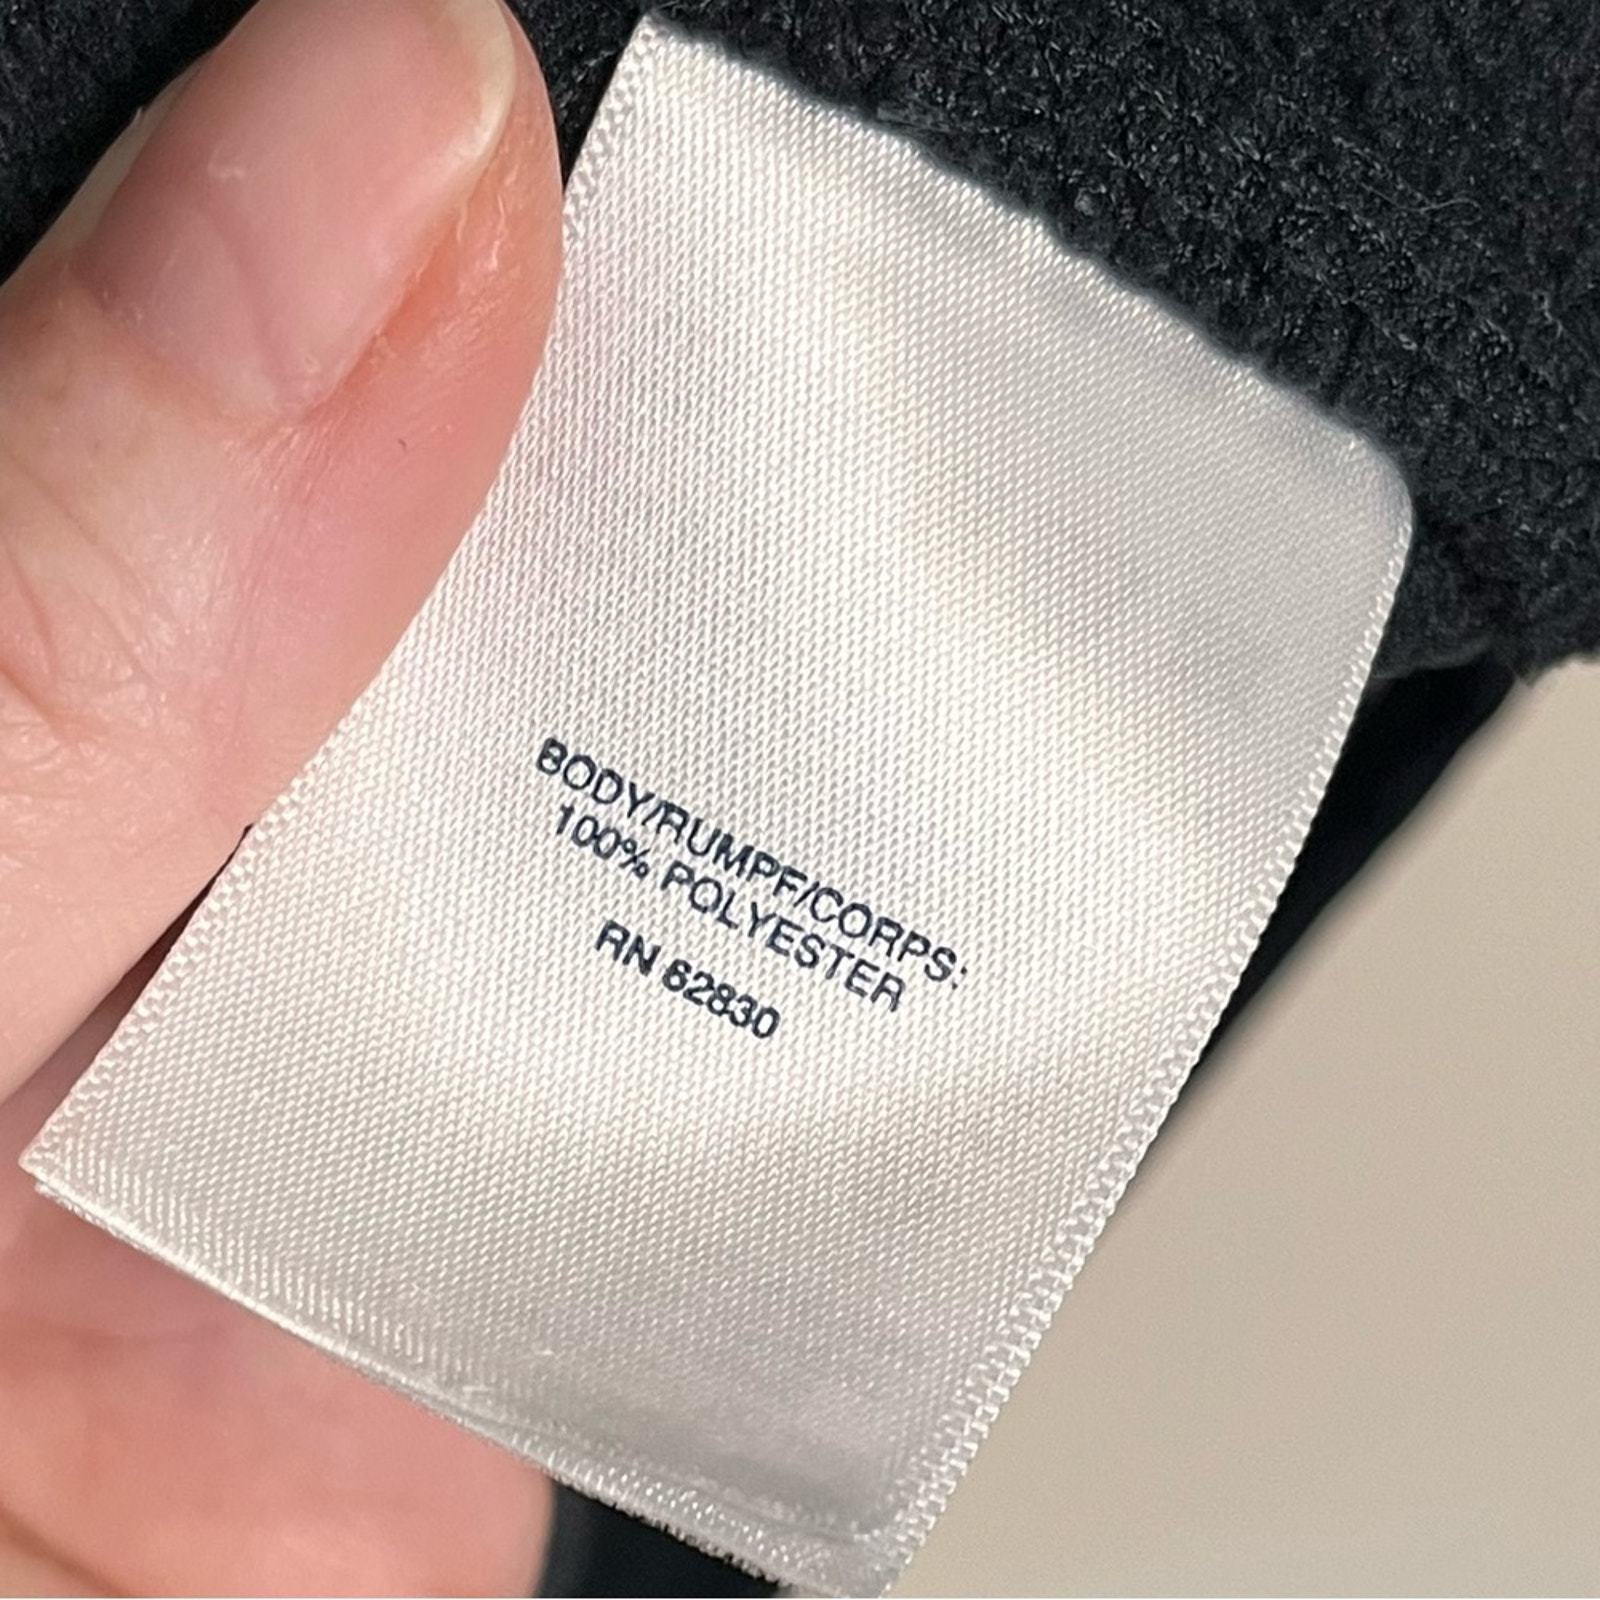 BODY/RUMPF/CORPS:
100% POLYESTER
RN 62830